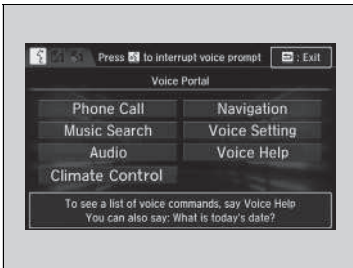 Press to interrupt voice prompt
: Exit
Voice Portal
Phone Call
Navigation
Music Search
Voice Setting
Audio
Voice Help
Climate Control
To see a list of voice commands, say Voice Help
You can also say: What is today's date?